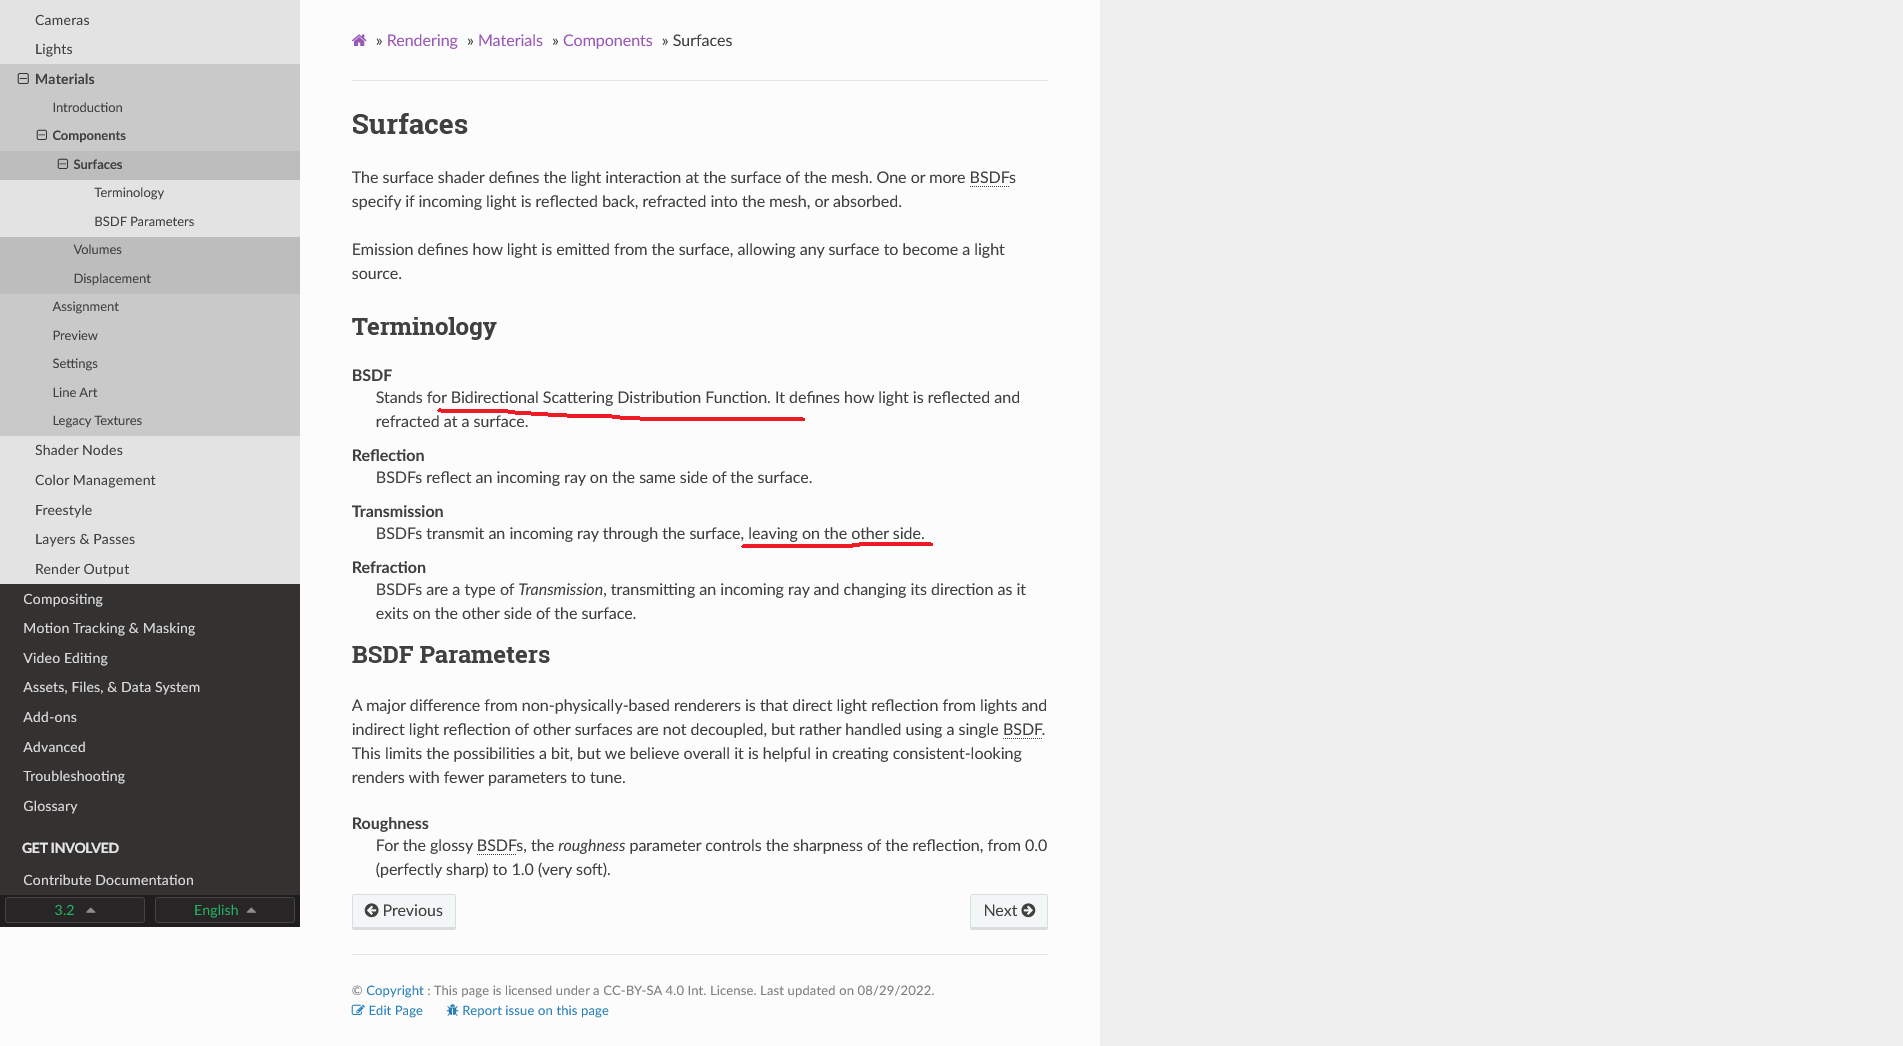 Cameras
Lights
Materials
Introduction
Components
Surfaces
Terminology
BSDF Parameters
Volumes
Displacement
Assignment
Preview
Settings
Line Art
Legacy Textures
Shader Nodes
Color Management
Freestyle
Layers & Passes
Render Output
Compositing
Motion Tracking & Masking
Video Editing
Assets, Files, & Data System
Add-ons
Advanced
Troubleshooting
Glossary
GET INVOLVED
Contribute Documentation
3.2 English
» Rendering » Materials » Components » Surfaces
Surfaces
The surface shader defines the light interaction at the surface of the mesh. One or more BSDFs
specify if incoming light is reflected back, refracted into the mesh, or absorbed.
Emission defines how light is emitted from the surface, allowing any surface to become a light
source.
Terminology
BSDF
Stands for Bidirectional Scattering Distribution Function. It defines how light is reflected and
refracted at a surface.
Reflection
BSDFs reflect an incoming ray on the same side of the surface.
Transmission
BSDFs transmit an incoming ray through the surface, leaving on the other side.
Refraction
BSDFs are a type of Transmission, transmitting an incoming ray and changing its direction as it
exits on the other side of the surface.
BSDF Parameters
A major difference from non-physically-based renderers is that direct light reflection from lights and
indirect light reflection of other surfaces are not decoupled, but rather handled using a single BSDF.
This limits the possibilities a bit, but we believe overall it is helpful in creating consistent-looking
renders with fewer parameters to tune.
Roughness
For the glossy BSDFs, the roughness parameter controls the sharpness of the reflection, from 0.0
(perfectly sharp) to 1.0 (very soft).
Previous Next
© Copyright : This page is licensed under a CC-BY-SA 4.0 Int. License. Last updated on 08/29/2022.
Edit Page Report issue on this page